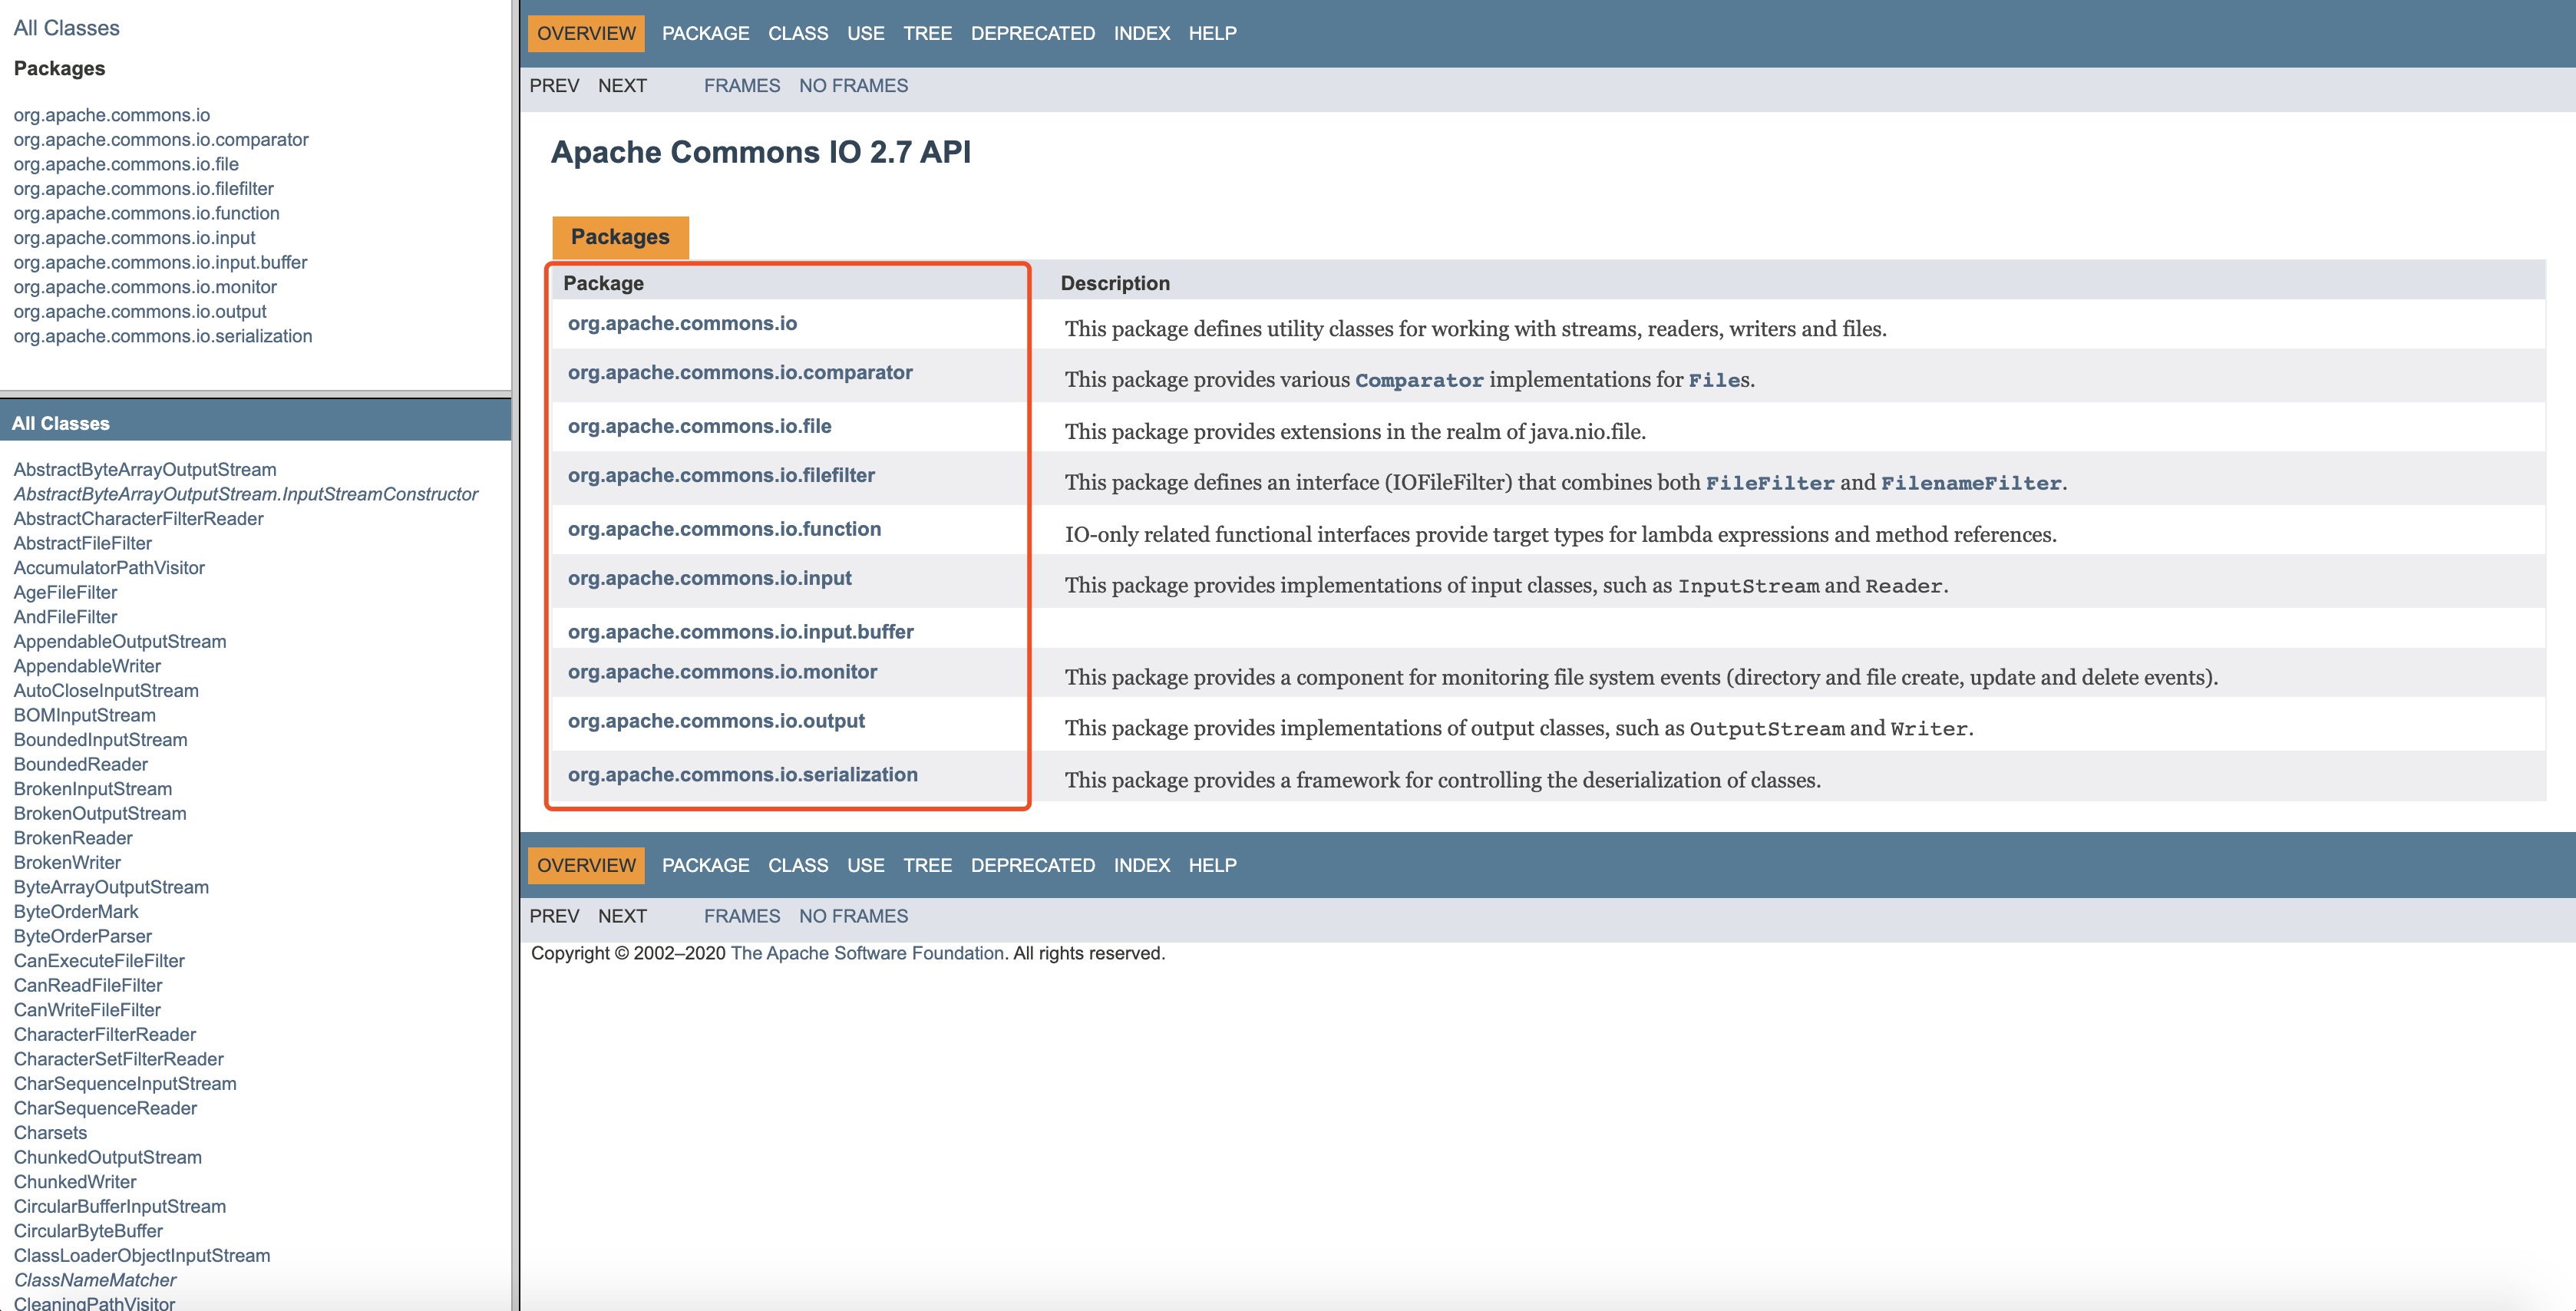 All Classes
Packages
org.apache.commons.io
org.apache.commons.io.comparator
org.apache.commons.io.file
org.apache.commons.io.filefilter
org.apache.commons.io.function
org.apache.commons.io.input
org.apache.commons.io.input.buffer
org.apache.commons.io.monitor
org.apache.commons.io.output
org.apache.commons.io.serialization
All Classes
AbstractByteArrayOutputStream
AbstractByteArrayOutputStream.InputStreamConstructor
AbstractCharacterFilterReader
AbstractFileFilter
AccumulatorPathVisitor
AgeFileFilter
AndFileFilter
AppendableOutputStream
AppendableWriter
AutoCloseInputStream
BOMInputStream
BoundedInputStream
BoundedReader
BrokenInputStream
BrokenOutputStream
BrokenReader
BrokenWriter
ByteArrayOutputStream
ByteOrderMark
ByteOrderParser
CanExecuteFileFilter
CanReadFileFilter
CanWriteFileFilter
CharacterFilterReader
CharacterSetFilterReader
CharSequenceInputStream
CharSequenceReader
Charsets
ChunkedOutputStream
ChunkedWriter
CircularBufferInputStream
CircularByteBuffer
ClassLoaderObjectInputStream
ClassNameMatcher
CleaningPathVisitor
OVERVIEW PACKAGE CLASS USE TREE DEPRECATED INDEX HELP
PREV NEXT FRAMES NO FRAMES
Apache Commons IO 2.7 API
Packages
Package Description
org.apache.commons.io This package defines utility classes for working with streams, readers, writers and files.
org.apache.commons.io.comparator This package provides various Comparator implementations for Files.
org.apache.commons.io.file This package provides extensions in the realm of java.nio.file.
org.apache.commons.io.filefilter This package defines an interface (IOFileFilter) that combines both FileFilter and FilenameFilter.
org.apache.commons.io.function IO-only related functional interfaces provide target types for lambda expressions and method references.
org.apache.commons.io.input This package provides implementations of input classes, such as InputStream and Reader.
org.apache.commons.io.input.buffer
org.apache.commons.io.monitor This package provides a component for monitoring file system events (directory and file create, update and delete events).
org.apache.commons.io.output This package provides implementations of output classes, such as OutputStream and Writer.
org.apache.commons.io.serialization This package provides a framework for controlling the deserialization of classes.
OVERVIEW PACKAGE CLASS USE TREE DEPRECATED INDEX HELP
PREV NEXT FRAMES NO FRAMES
Copyright © 2002–2020 The Apache Software Foundation. All rights reserved.